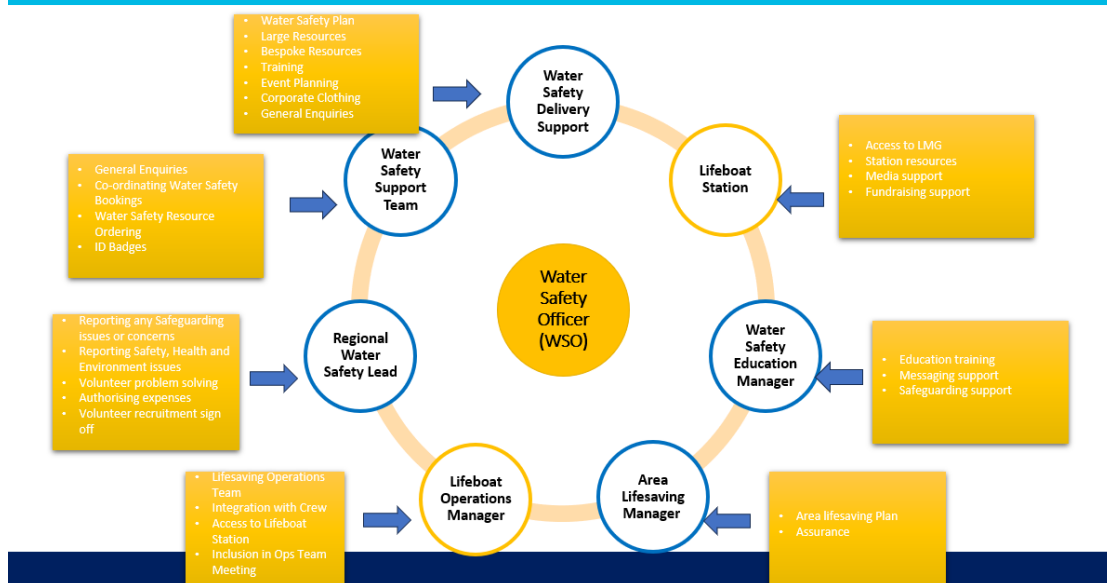 Water Safety Plan
Large Resources
Bespoke Resources
Training
Event Planning
Corporate Clothing
General Enquiries
Water
Safety
Delivery
Support
Water
Safety
Support
Team
Lifeboat
Station
Access to LMG
Station resources
Media support
Fundraising support
General Enquiries
Co-ordinating Water Safety
Bookings
Water Safety Resource
Ordering
ID Badges
Water
Safety
Officer
(WSO)
Reporting any Safeguarding
issues or concerns
Reporting Safety, Health and
Environment issues
Volunteer problem solving
Authorising expenses
Volunteer recruitment sign
off
Regional
Water
Safety Lead
Water
Safety
Education
Manager
Education training
Messaging support
Safeguarding support
Lifesaving Operations
Team
Integration with Crew
Access to Lifeboat
Station
Inclusion in Ops Team
Meeting
Lifeboat
Operations
Manager
Area
Lifesaving
Manager
Area lifesaving Plan
Assurance